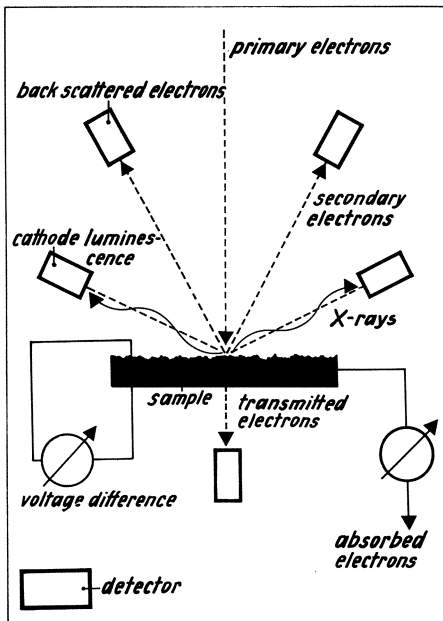 primary electrons
back scattered electrons
secondary
electrons
cathode lumines-
cence
X-rays
sample
transmitted
electrons
voltage difference
absorbed
electrons
detector